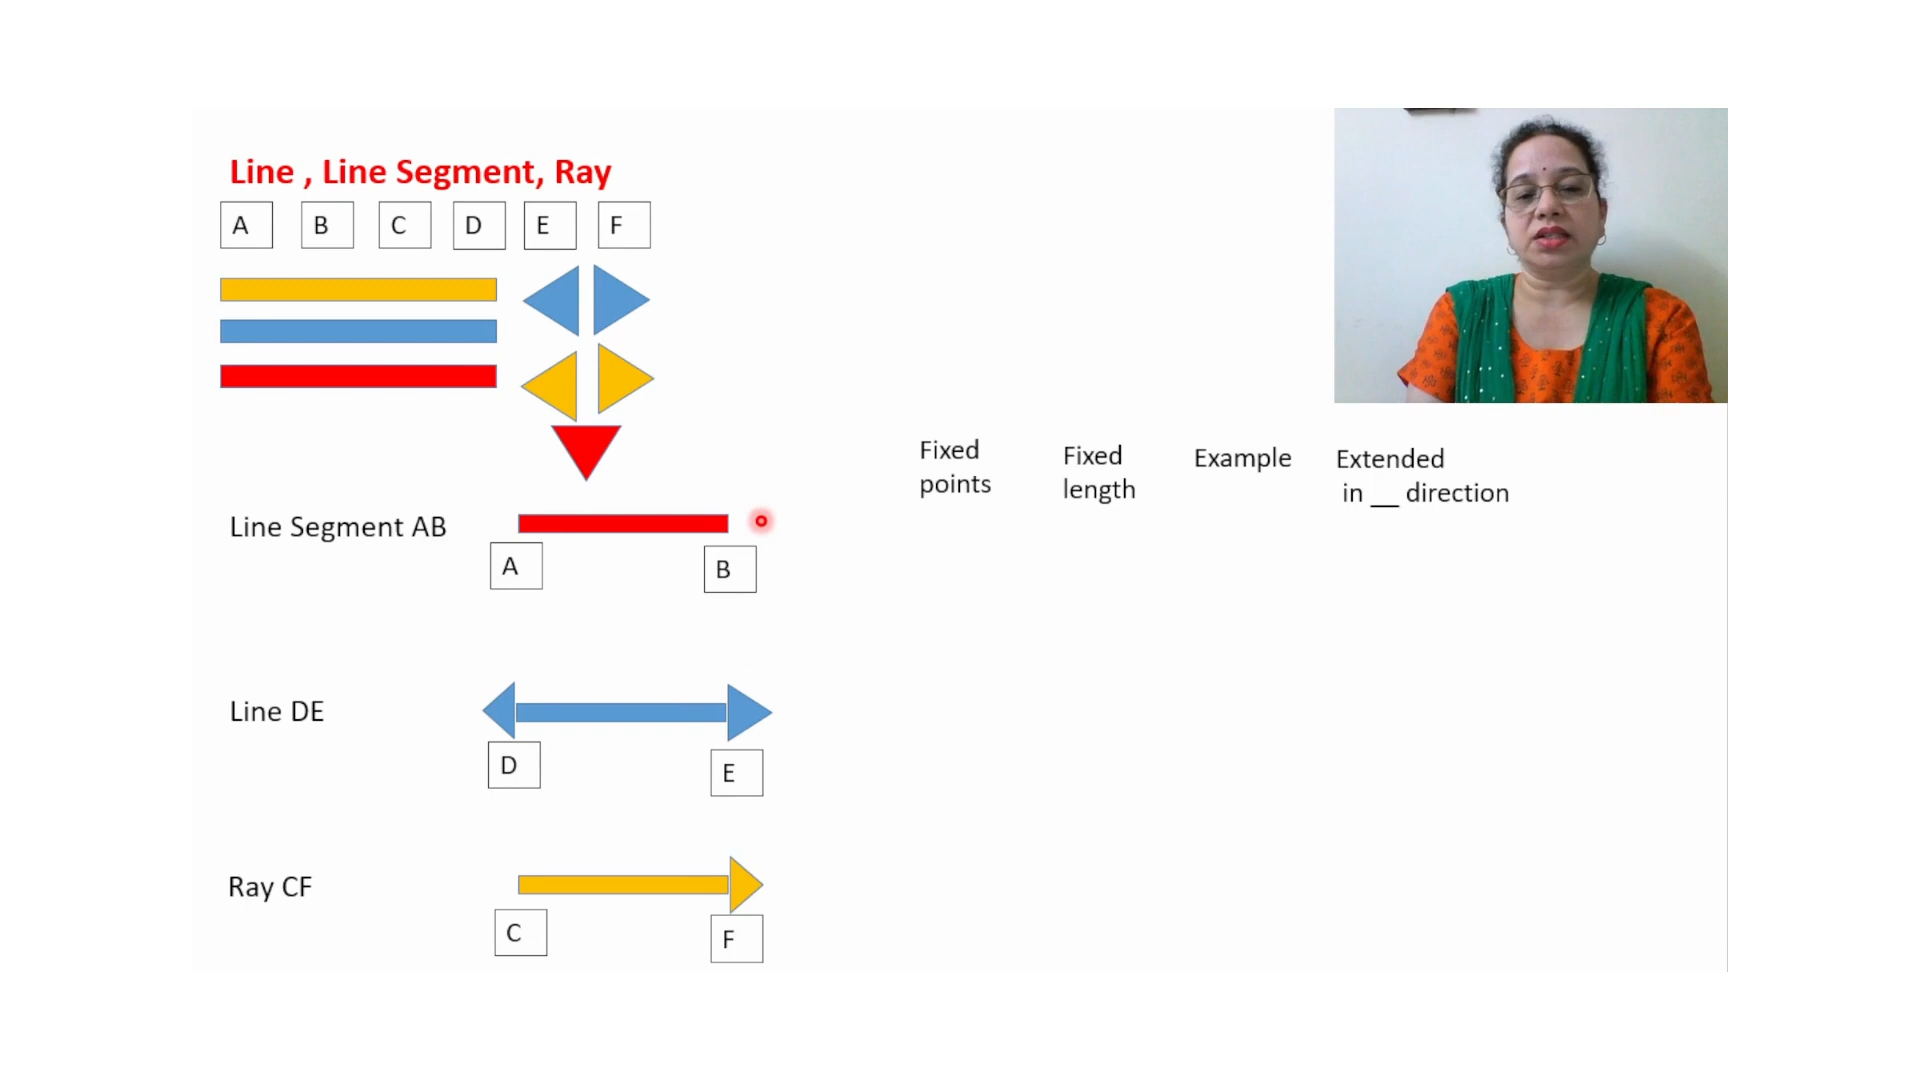 Line , Line Segment, Ray
A B C D E F
Fixed
points
Fixed
length
Example
Extended
in __ direction
Line Segment AB
A B
Line DE
D E
Ray CF
C F